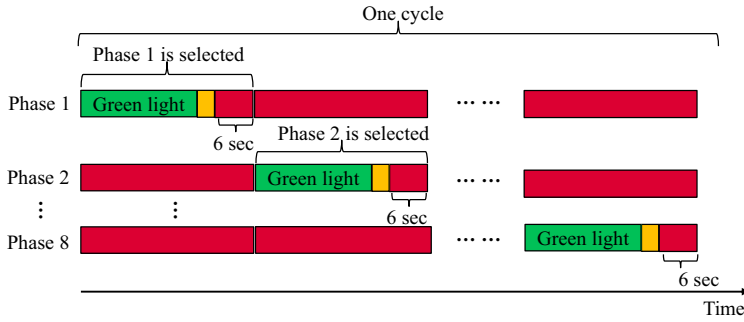 One cycle
Phase 1 is selected
Phase 1
Green light
... ...
6 sec
Phase 2 is selected
Phase 2
Green light
... ...
6 sec
Phase 8
... ...
Green light
6 sec
Time